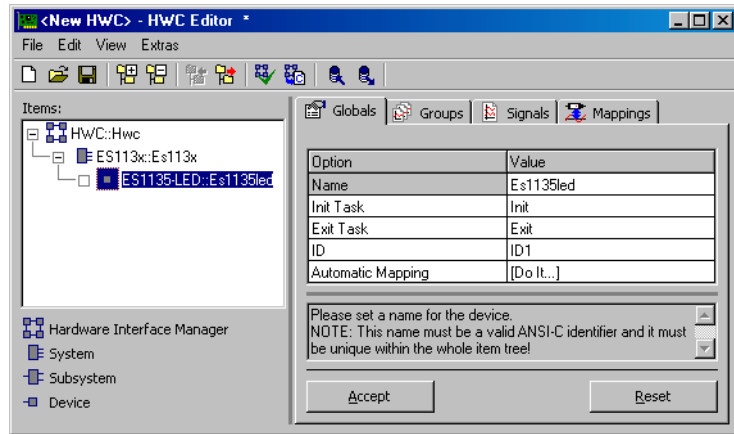 <New HWC> - HWC Editor *
File Edit View Extras
Items:
HWC::Hwc
ES113x::Es113x
ES1135-LED::Es1135led
Hardware Interface Manager
System
Subsystem
Device
Globals Groups Signals Mappings
Option Value
Name Es1135led
Init Task Init
Exit Task Exit
ID ID1
Automatic Mapping [Do It...]
Please set a name for the device.
NOTE: This name must be a valid ANSI-C identifier and it must
be unique within the whole item tree!
Accept Reset